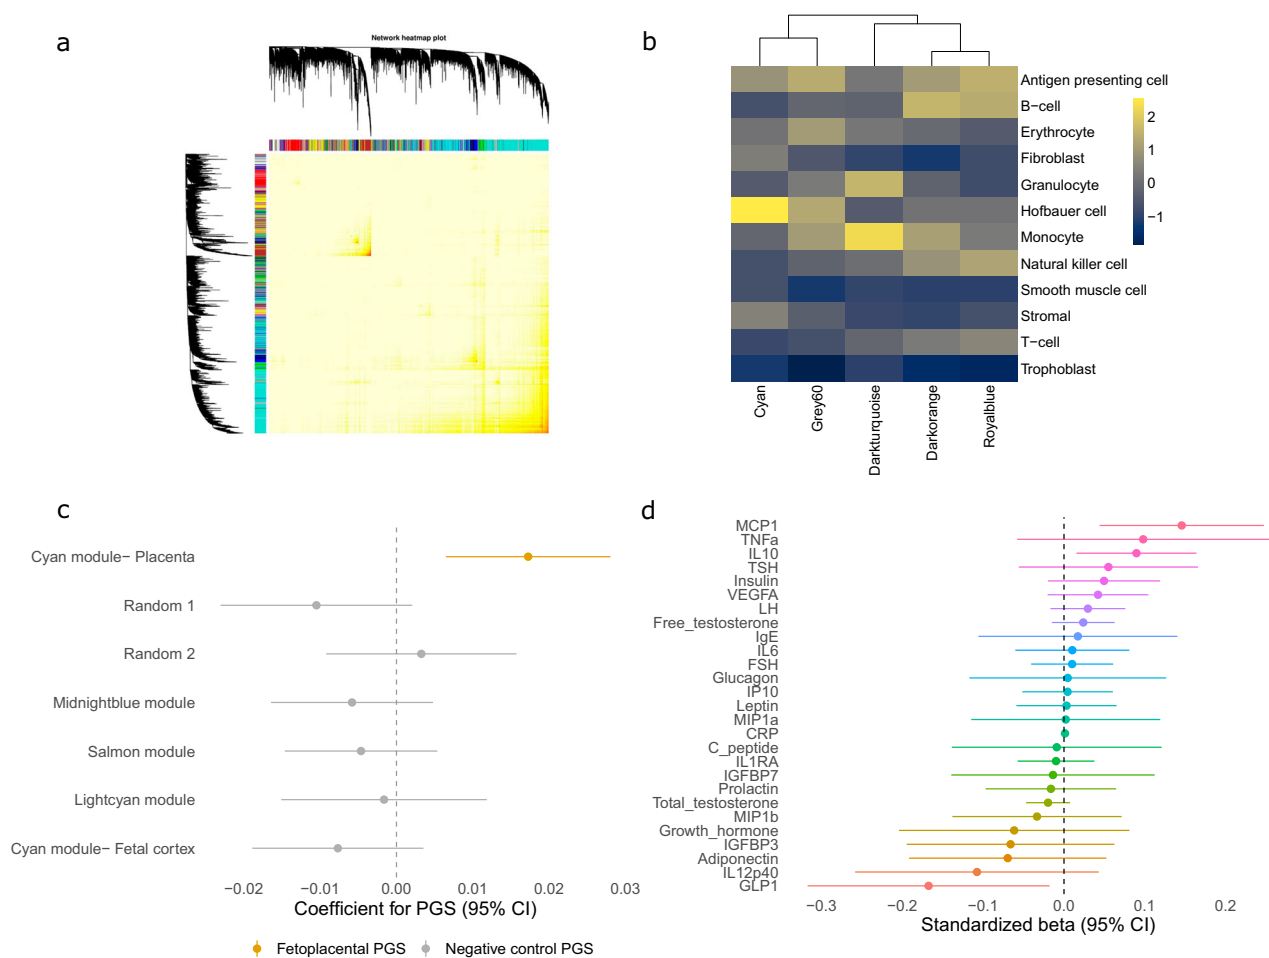 a
Network heatmap plot
b
Antigen presenting cell
B−cell
Erythrocyte
Fibroblast
Granulocyte
Hofbauer cell
Monocyte
Natural killer cell
Smooth muscle cell
Stromal
T−cell
Trophoblast
2
1
0
−1
Cyan
Grey60
Darkturquoise
Darkorange
Royalblue
c
Cyan module− Placenta
Random 1
Random 2
Midnightblue module
Salmon module
Lightcyan module
Cyan module− Fetal cortex
−0.02 −0.01 0.00 0.01 0.02 0.03
Coefficient for PGS (95% CI)
Fetoplacental PGS Negative control PGS
d
MCP1
TNFa
IL10
TSH
Insulin
VEGFA
LH
Free_testosterone
IgE
IL6
FSH
Glucagon
IP10
Leptin
MIP1a
CRP
C_peptide
IL1RA
IGFBP7
Prolactin
Total_testosterone
MIP1b
Growth_hormone
IGFBP3
Adiponectin
IL12p40
GLP1
−0.3 −0.2 −0.1 0.0 0.1 0.2
Standardized beta (95% CI)